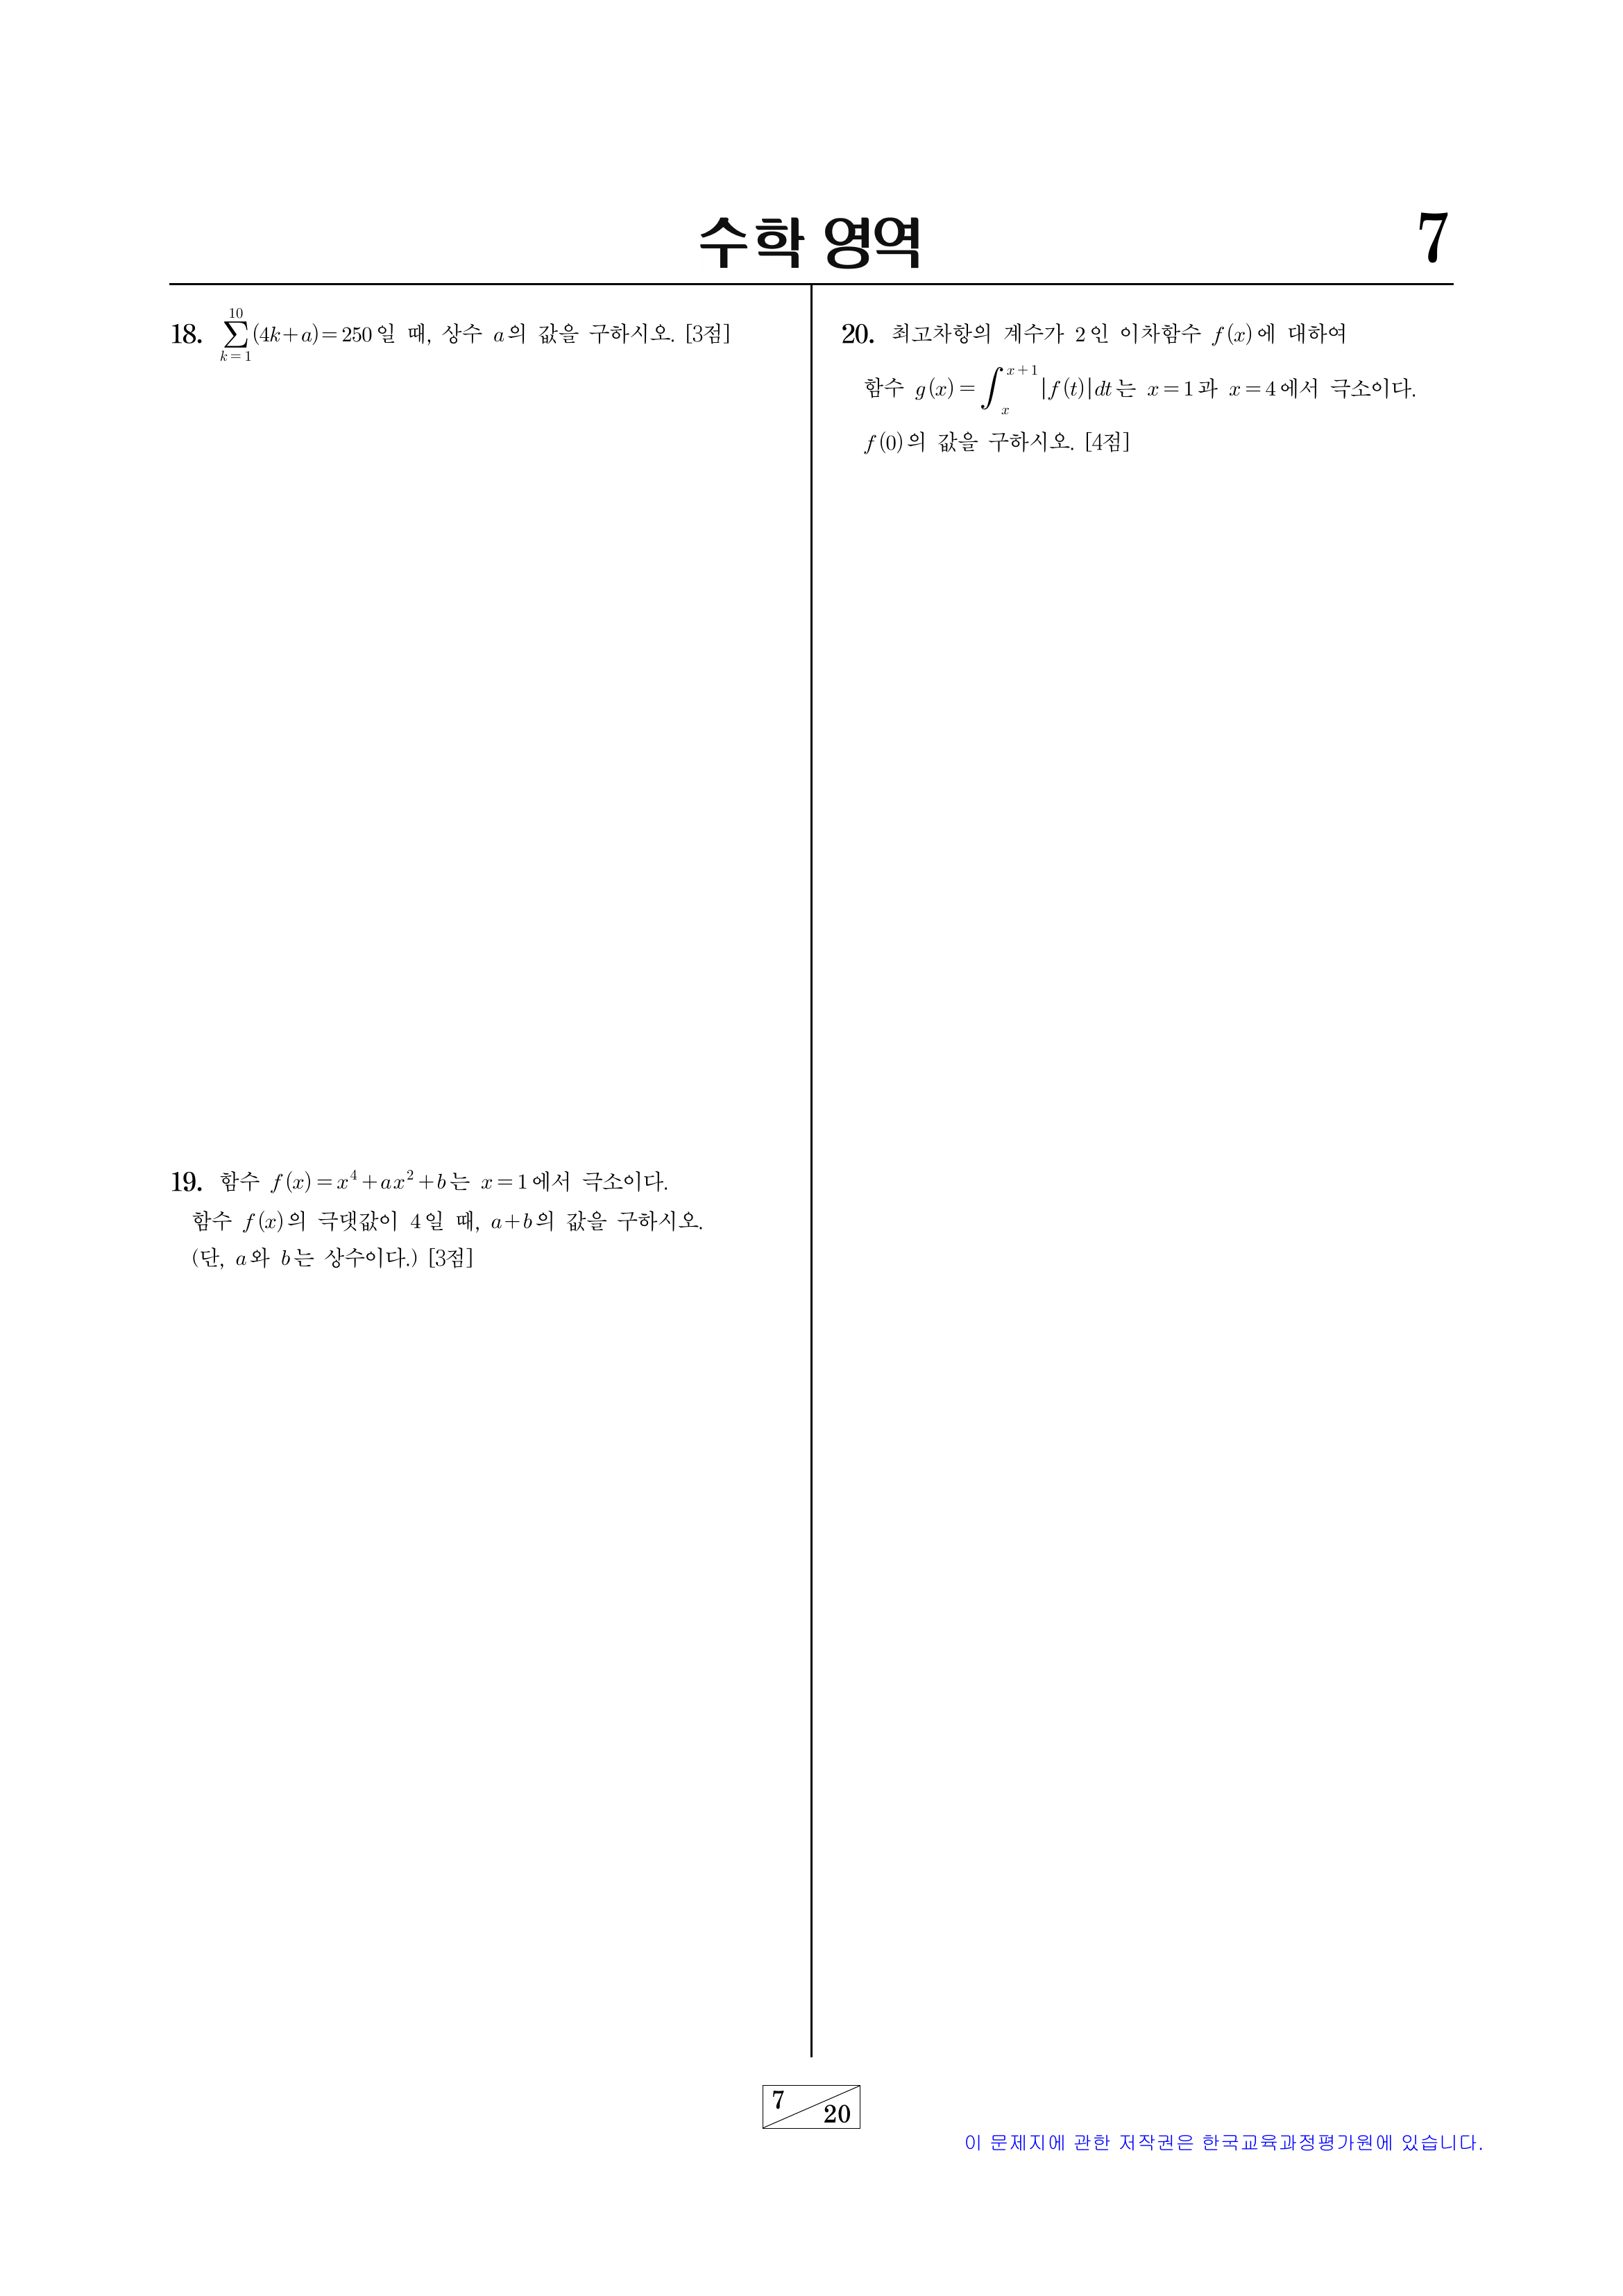 수학 영역
7
18. $\sum_{k=1}^{10}(4k+a)=250$일 때, 상수 $a$의 값을 구하시오. [3점]
19. 함수 $f(x)=x^4+ax^2+b$는 $x=1$에서 극소이다.
함수 $f(x)$의 극댓값이 4일 때, $a+b$의 값을 구하시오.
(단, $a$와 $b$는 상수이다.) [3점]
20. 최고차항의 계수가 2인 이차함수 $f(x)$에 대하여
함수 $g(x)=\int_{x}^{x+1}|f(t)|dt$는 $x=1$과 $x=4$에서 극소이다.
$f(0)$의 값을 구하시오. [4점]
7
20
이 문제지에 관한 저작권은 한국교육과정평가원에 있습니다.